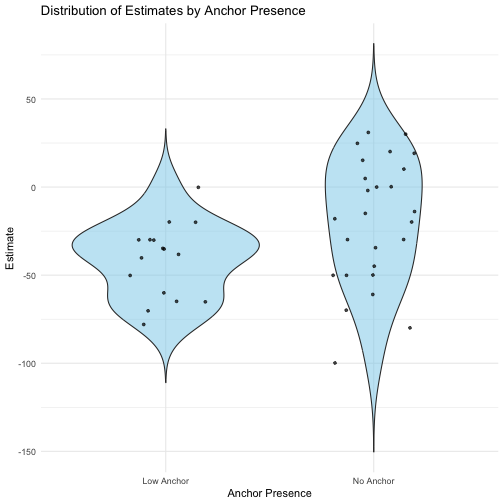 Distribution of Estimates by Anchor Presence
Estimate
50
0
-50
-100
-150
Low Anchor
No Anchor
Anchor Presence